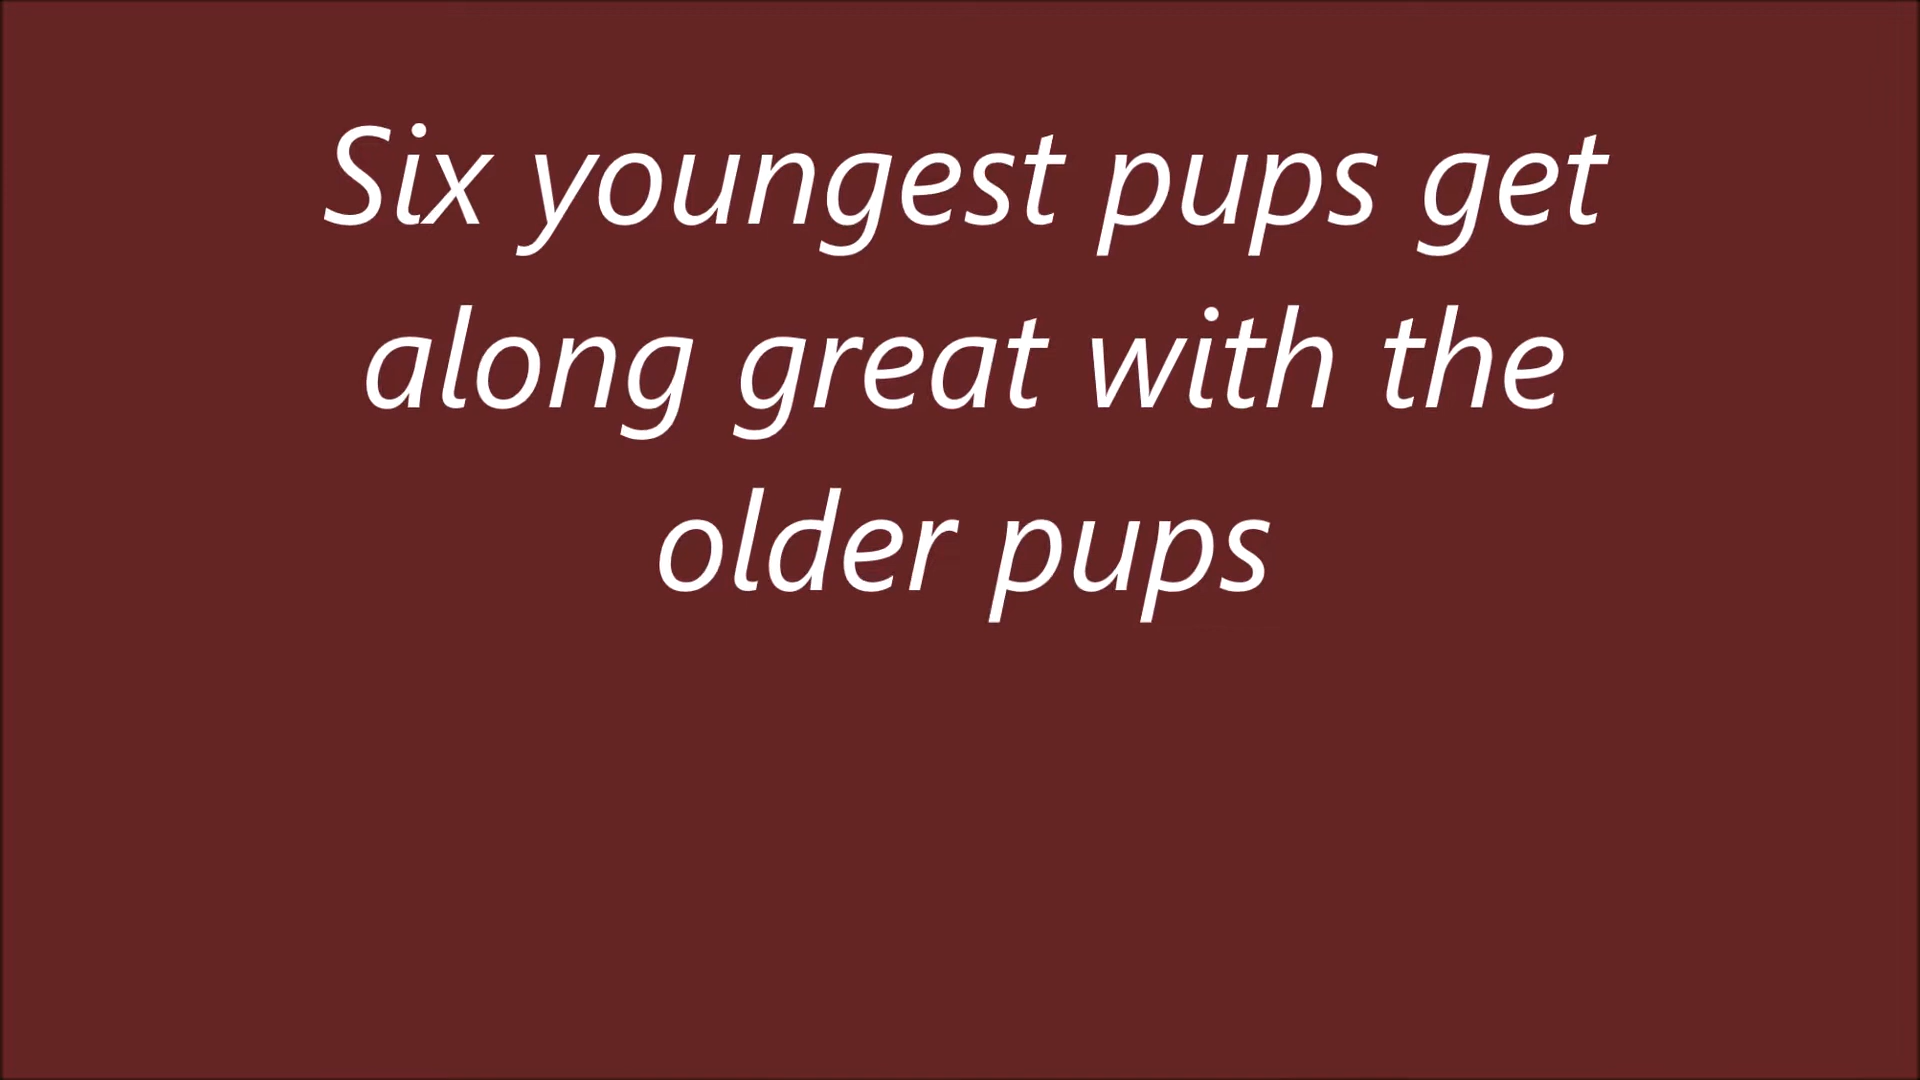 Six youngest pups get
along great with the
older pups